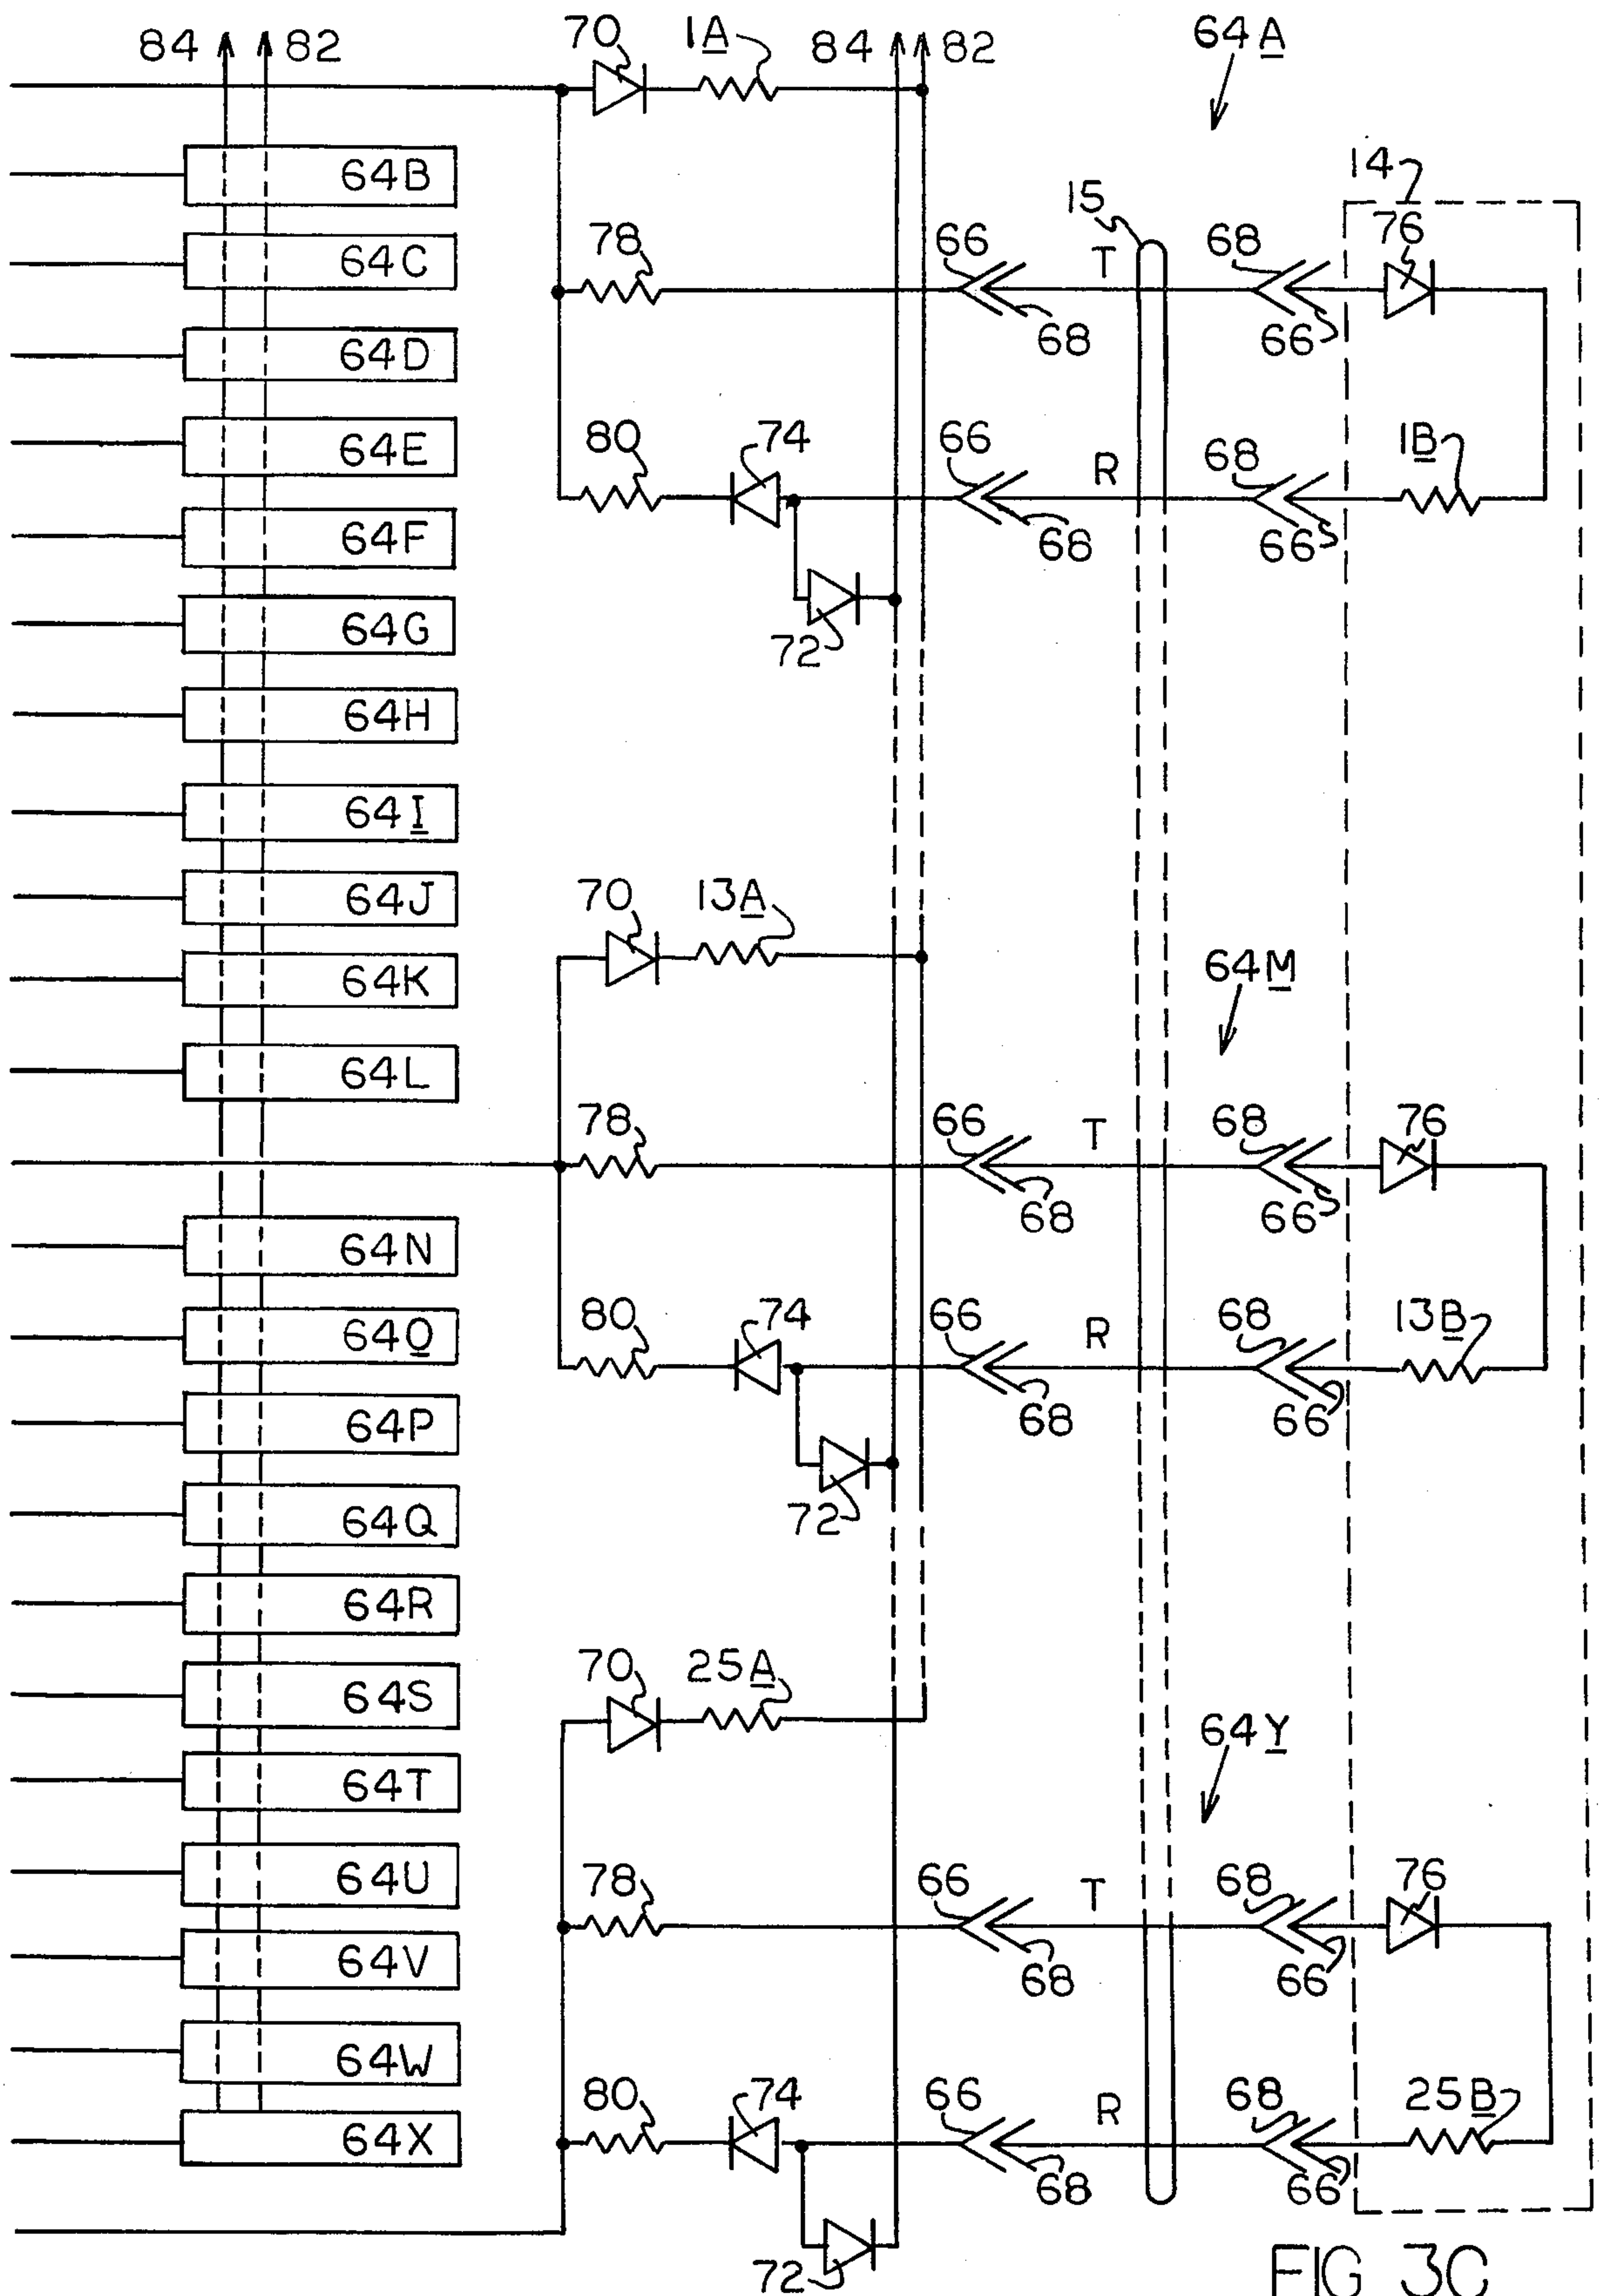 84 82
70 1A 84 82 64A
64B
14
15
64C
78 66 T 68 76
68 66
64D
64E
80 74 66 R 68 1B
64F
68 66
64G
72
64H
64I
64J
70 13A
64K
64M
64L
78 66 T 68 76
68 66
64N
64O
80 74 66 R 68 13B
64P
68 66
64Q
72
64R
64S
70 25A
64Y
64T
64U
78 66 T 68 76
64V
68 66
64W
80 74 66 R 68 25B
64X
68 66
72
FIG 3C